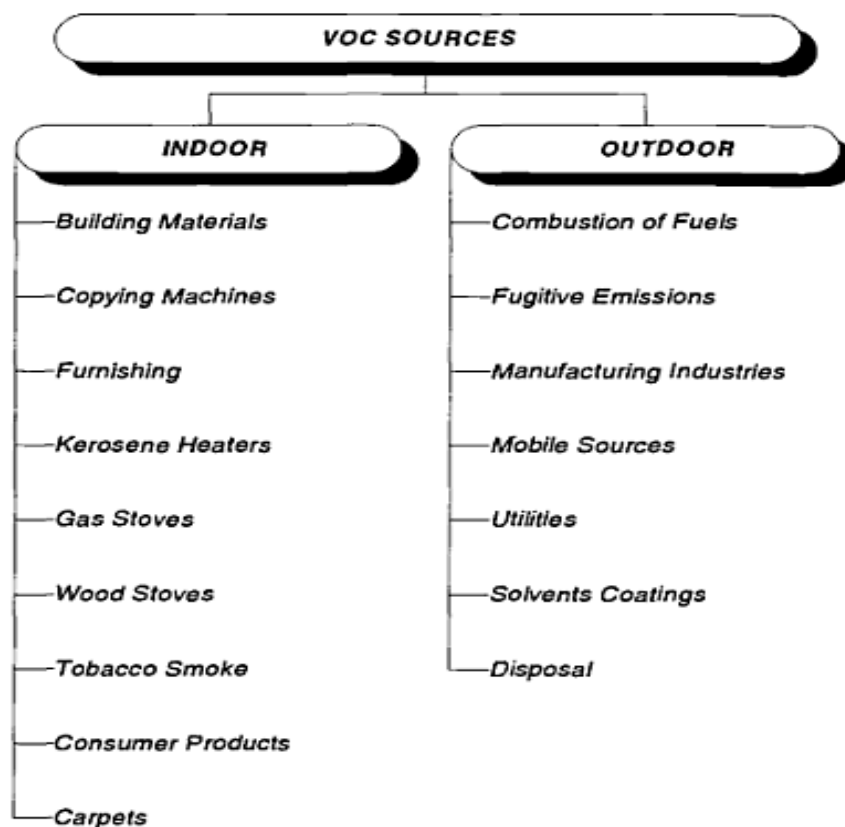 VOC SOURCES
INDOOR
Building Materials
Copying Machines
Furnishing
Kerosene Heaters
Gas Stoves
Wood Stoves
Tobacco Smoke
Consumer Products
Carpets
OUTDOOR
Combustion of Fuels
Fugitive Emissions
Manufacturing Industries
Mobile Sources
Utilities
Solvents Coatings
Disposal